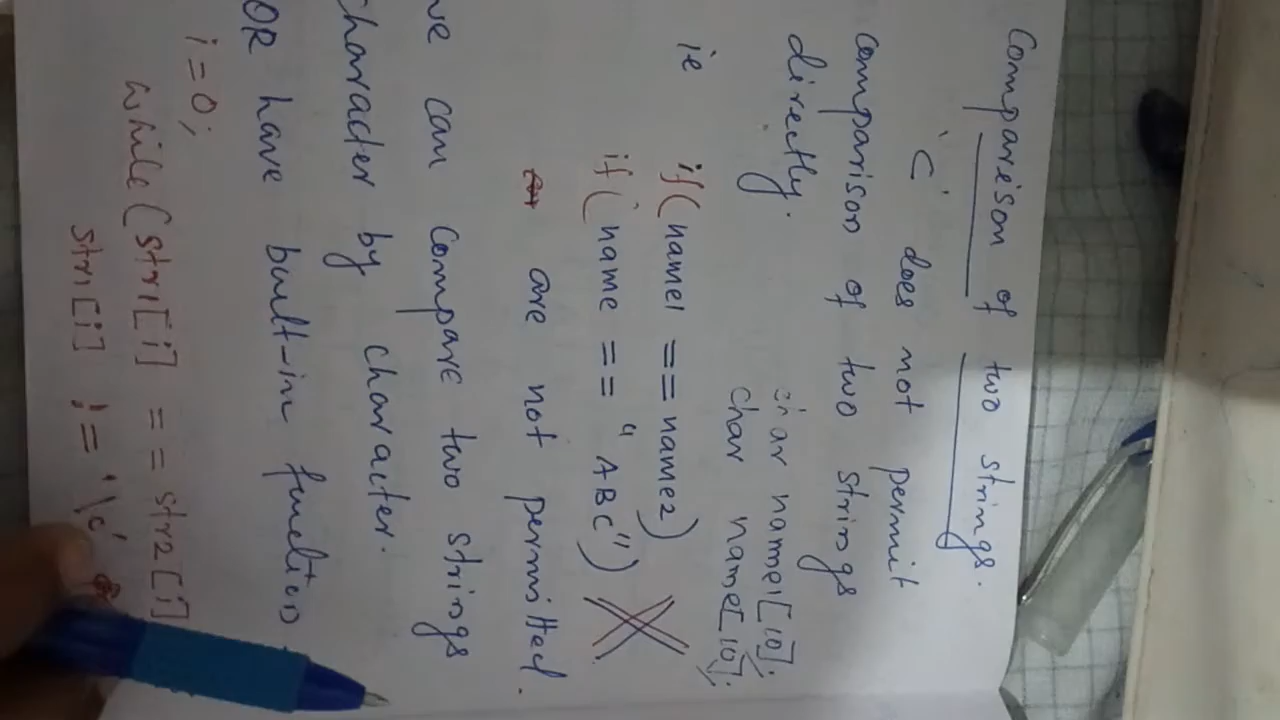 Comparison of two strings.
'C' does not permit
comparison of two strings
directly.
char name1[10];
char name[10];
ie if(name1 == name2)
if(name == "ABC")
are not permitted.
we can compare two strings
character by character.
OR have built-in function
i=0;
while(str1[i] == str2[i]
str1[i] != '\c'